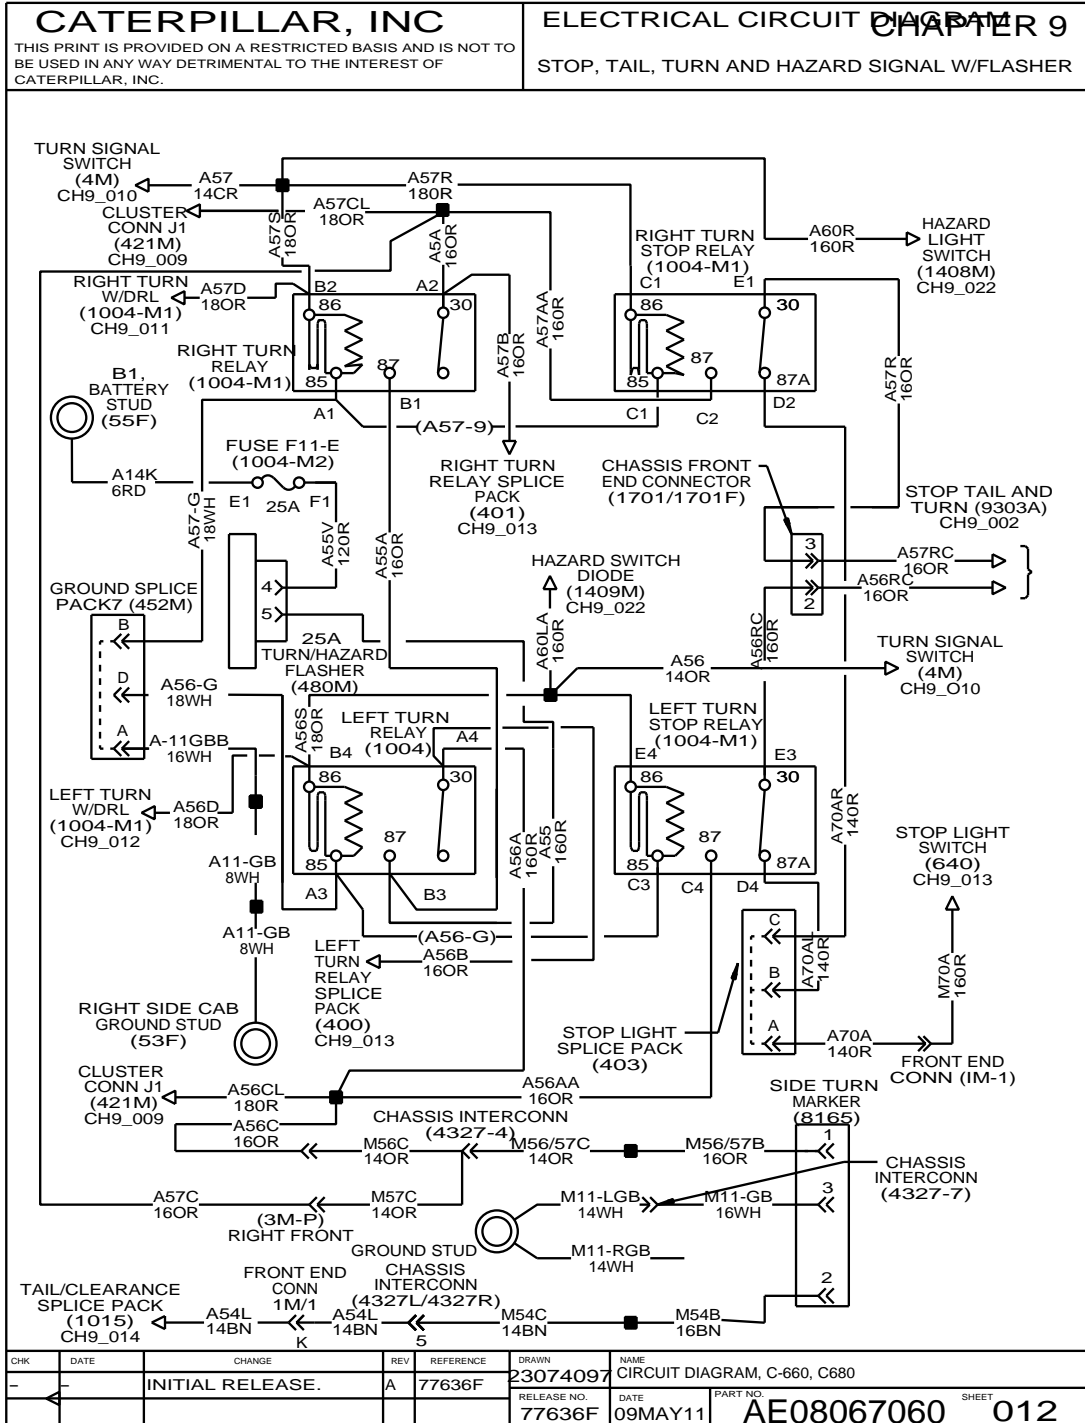 CATERPILLAR, INC
THIS PRINT IS PROVIDED ON A RESTRICTED BASIS AND IS NOT TO
BE USED IN ANY WAY DETRIMENTAL TO THE INTEREST OF
CATERPILLAR, INC.
ELECTRICAL CIRCUIT DIAGRAM
CHAPTER 9
STOP, TAIL, TURN AND HAZARD SIGNAL W/FLASHER
TURN SIGNAL
SWITCH
(4M)
CH9_010
A57
14CR
A57R
180R
CLUSTER
CONN J1
(421M)
CH9_009
A57CL
18OR
A57S
18OR
A5A
16OR
A60R
160R
HAZARD
LIGHT
SWITCH
(1408M)
CH9_022
RIGHT TURN
STOP RELAY
(1004-M1)
C1
E1
RIGHT TURN
W/DRL
(1004-M1)
CH9_011
A57D
18OR
B2
A2
86
30
87
85
RIGHT TURN
RELAY
(1004-M1)
A57B
16OR
A57AA
160R
86
30
87
85
87A
A57R
16OR
B1,
BATTERY
STUD
(55F)
A1
B1
(A57-9)
C1
C2
D2
FUSE F11-E
(1004-M2)
A14K
6RD
E1
25A
F1
RIGHT TURN
RELAY SPLICE
PACK
(401)
CH9_013
CHASSIS FRONT
END CONNECTOR
(1701/1701F)
STOP TAIL AND
TURN (9303A)
CH9_002
A57-G
18WH
A55V
120R
A55A
16OR
3
2
A57RC
16OR
A56RC
16OR
GROUND SPLICE
PACK7 (452M)
B
D
A
4
5
25A
TURN/HAZARD
FLASHER
(480M)
HAZARD SWITCH
DIODE
(1409M)
CH9_022
A60LA
160R
A56RC
160R
TURN SIGNAL
SWITCH
(4M)
CH9_O10
A56
14OR
A56-G
18WH
A-11GBB
16WH
A56S
18OR
LEFT TURN
RELAY
(1004)
B4
A4
LEFT TURN
STOP RELAY
(1004-M1)
E4
E3
86
30
87
85
86
30
87
85
87A
LEFT TURN
W/DRL
(1004-M1)
CH9_012
A56D
18OR
A56A
160R
A55
160R
A70AR
140R
STOP LIGHT
SWITCH
(640)
CH9_013
A11-GB
8WH
A3
B3
C3
C4
D4
A11-GB
8WH
(A56-G)
LEFT
TURN
RELAY
SPLICE
PACK
(400)
CH9_013
A56B
16OR
C
B
A
A70AL
140R
M70A
160R
RIGHT SIDE CAB
GROUND STUD
(53F)
STOP LIGHT
SPLICE PACK
(403)
A70A
140R
FRONT END
CONN (IM-1)
CLUSTER
CONN J1
(421M)
CH9_009
A56CL
180R
A56AA
16OR
SIDE TURN
MARKER
(8165)
A56C
16OR
CHASSIS INTERCONN
(4327-4)
M56C
14OR
M56/57C
14OR
M56/57B
16OR
1
3
2
CHASSIS
INTERCONN
(4327-7)
A57C
16OR
M57C
14OR
(3M-P)
RIGHT FRONT
M11-LGB
14WH
M11-GB
16WH
GROUND STUD
M11-RGB
14WH
TAIL/CLEARANCE
SPLICE PACK
(1015)
CH9_014
FRONT END
CONN
1M/1
CHASSIS
INTERCONN
(4327L/4327R)
A54L
14BN
K
A54L
14BN
5
M54C
14BN
M54B
16BN
CHK
DATE
CHANGE
REV
REFERENCE
DRAWN
NAME
–
–
INITIAL RELEASE.
A
77636F
23074097
CIRCUIT DIAGRAM, C-660, C680
RELEASE NO.
77636F
DATE
09MAY11
PART NO.
AE08067060
SHEET
012